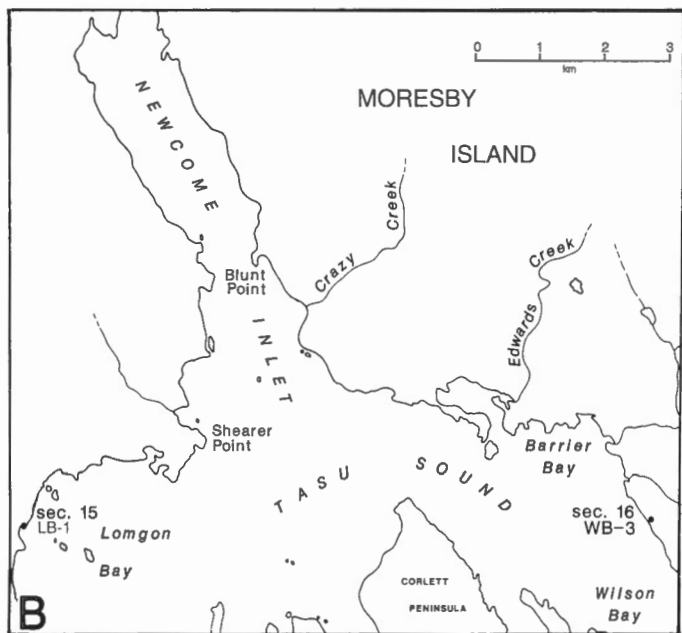 0 1 2 3
km
MORESBY
ISLAND
NEWCOME
INLET
Crazy Creek
Edwards Creek
Blunt
Point
Shearer
Point
TASU SOUND
Barrier
Bay
sec. 15
LB-1
Lomgon
Bay
sec. 16
WB-3
CORLETT
PENINSULA
Wilson
Bay
B